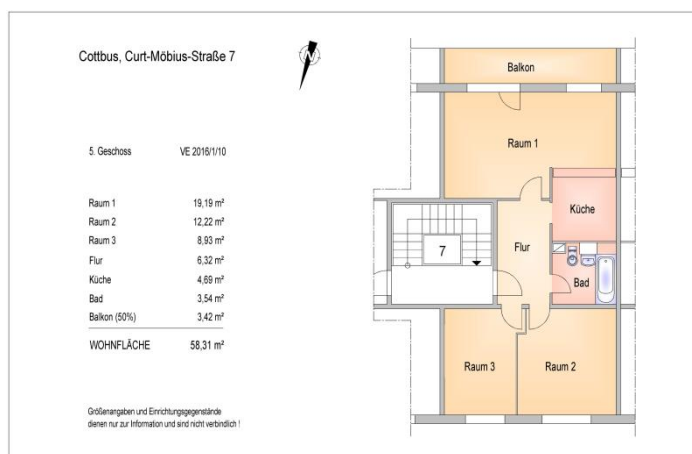 Cottbus, Curt-Möbius-Straße 7
N
5. Geschoss VE 2016/1/10
Raum 1 19,19 m²
Raum 2 12,22 m²
Raum 3 8,93 m²
Flur 6,32 m²
Küche 4,69 m²
Bad 3,54 m²
Balkon (50%) 3,42 m²
WOHNFLÄCHE 58,31 m²
Größenangaben und Einrichtungsgegenstände
dienen nur zur Information und sind nicht verbindlich !
Balkon
Raum 1
Küche
Flur
7
Bad
Raum 3
Raum 2